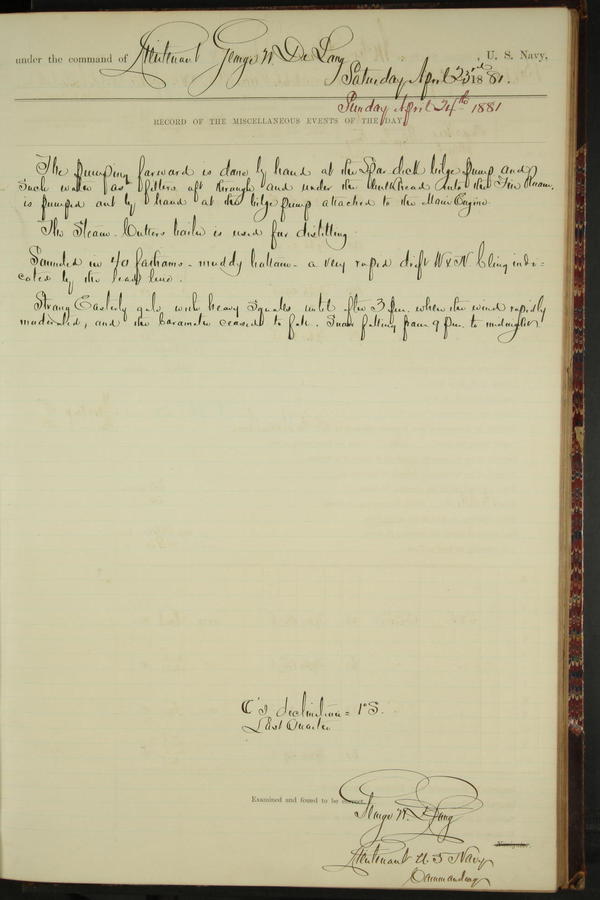 under the command of Lieutenant George W De Long, U. S. Navy,
Saturday April 23rd 1881.
Sunday April 24th 1881
RECORD OF THE MISCELLANEOUS EVENTS OF THE DAY.
The pumping forward is done by hand at the Spar deck bilge pump and
Such water as filters aft through and under the bulkhead into the Fire Room.
is pumped out by hand at the bilge pump attached to the Main Engine
The Steam-Cutters boiler is used for distilling.
Sounded in 40 fathoms - muddy bottom - a very rapid drift W & N being indi=
cated by the lead line.
Strong Easterly gale with heavy Squalls until after 3 pm. when the wind rapidly
moderated, and the barometer ceased to fall. Snow falling from 9 pm. to midnight
☾'s declination = 1° S.
Last Quarter
Examined and found to be correct.
George W. De Long
Navigator.
Lieutenant U. S Navy
Commanding